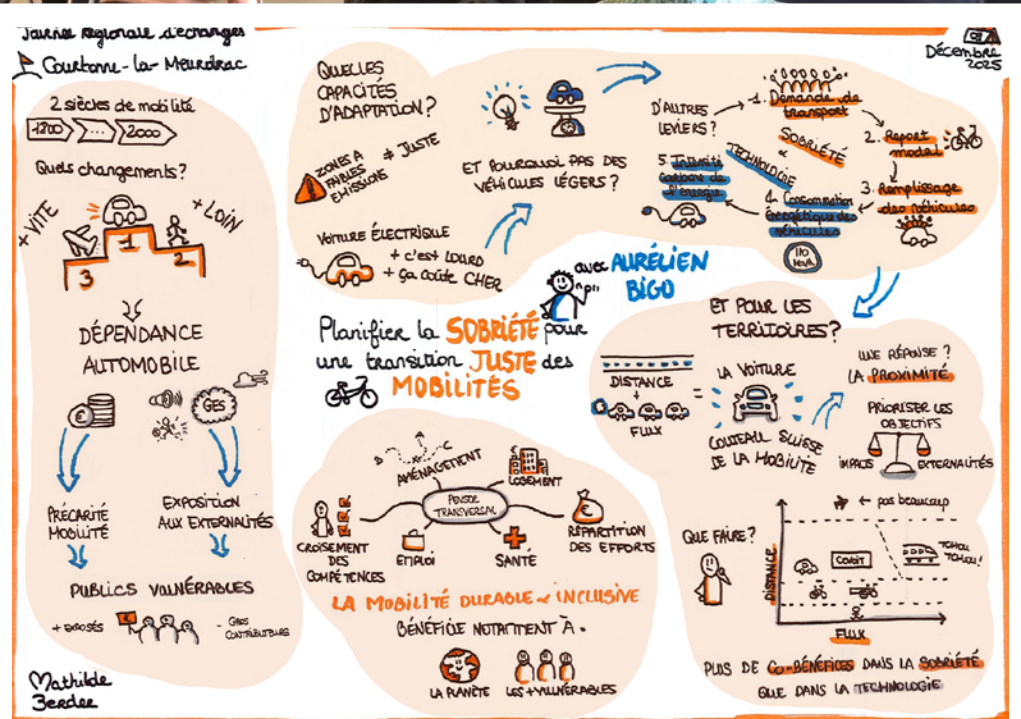 Journée Régionale d'échanges
Courtonne-la-Meurdrac
Décembre
2025
2 siècles de mobilité
1800 ... 2000
Quels changements?
+ VITE
+ LOIN
1
2
3
DÉPENDANCE
AUTOMOBILE
€
GES
PRÉCARITÉ
MOBILITÉ
EXPOSITION
AUX EXTERNALITÉS
PUBLICS VULNÉRABLES
+ EXPOSÉS
- GROS
CONTRIBUTEURS
Mathilde
QUELLES
CAPACITÉS
D'ADAPTATION?
ZONES A
FAIBLES
EMISSIONS
≠ JUSTE
VOITURE ÉLECTRIQUE
+ c'est LOURD
+ ça coûte CHER
ET POURQUOI PAS DES
VÉHICULES LÉGERS?
D'AUTRES
LEVIERS?
1. Demande de
transport
2. Report
modal
3. Remplissage
des véhicules
4. Consommation
énergétique des
véhicules
5. Intensité
carbone de
l'énergie
SOBRIÉTÉ
TECHNOLOGIE
110
MAX
Planifier la SOBRIÉTÉ pour
une transition JUSTE des
MOBILITÉS
avec AURÉLIEN
BIGO
ET POUR LES
TERRITOIRES?
DISTANCE
+
FLUX
=
LA VOITURE
COUTEAU SUISSE
DE LA MOBILITÉ
UNE RÉPONSE?
LA PROXIMITÉ
PRIORISER LES
OBJECTIFS
IMPACTS
EXTERNALITÉS
A
B
C
AMÉNAGEMENT
LOGEMENT
PENSER
TRANSVERSAL
CROISEMENT
DES
COMPÉTENCES
EMPLOI
SANTÉ
€
RÉPARTITION
DES EFFORTS
LA MOBILITÉ DURABLE & INCLUSIVE
BÉNÉFICIE NOTAMMENT À.
LA PLANÈTE
LES + VULNÉRABLES
QUE FAIRE?
← pas beaucoup
COVOIT
TCHOU
TCHOU!
DISTANCE
FLUX
PLUS DE CO-BÉNÉFICES DANS LA SOBRIÉTÉ
QUE DANS LA TECHNOLOGIE